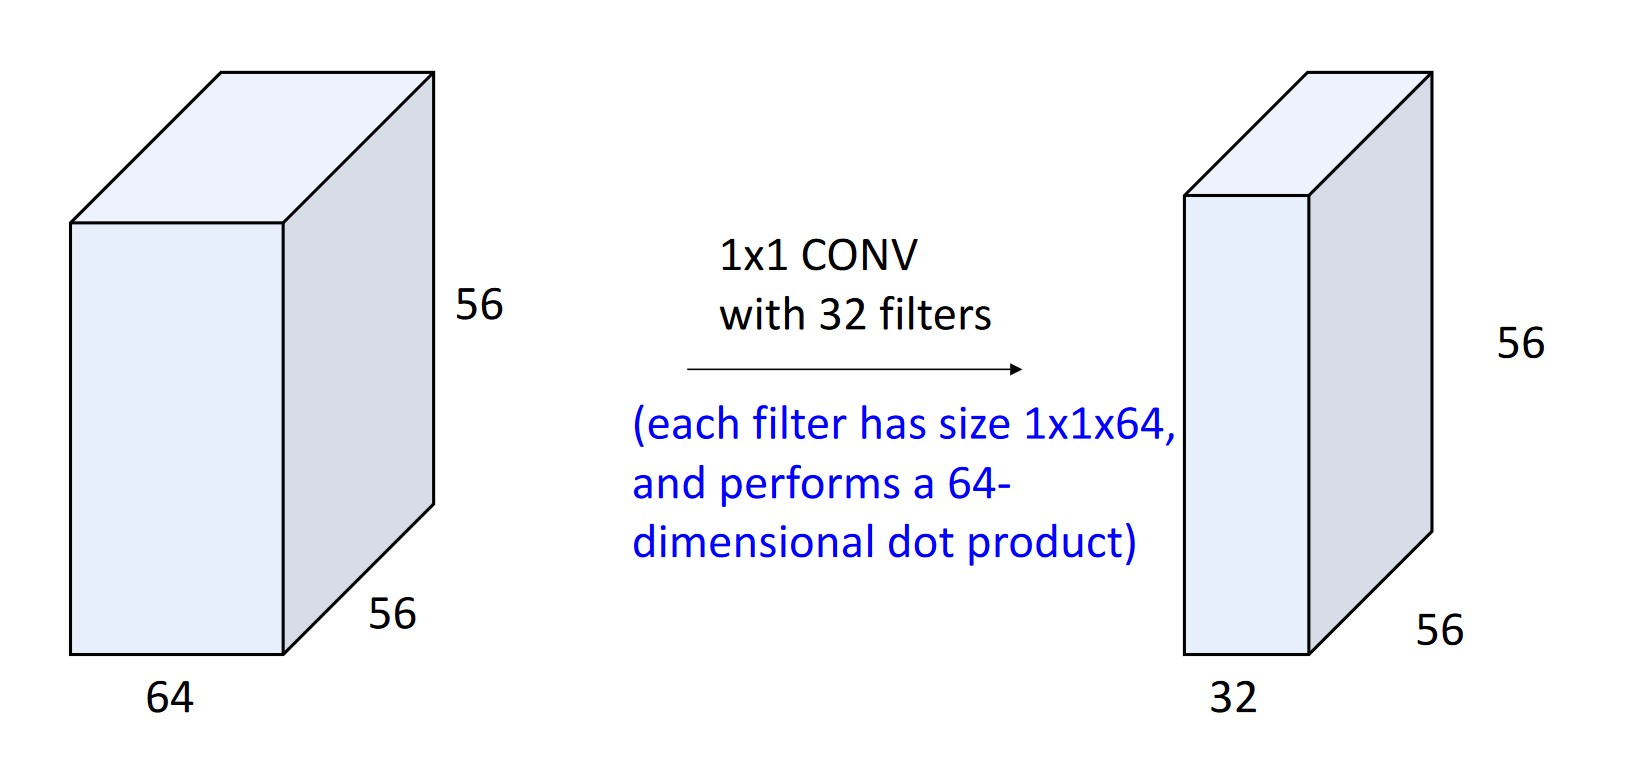 56
56
64
1x1 CONV
with 32 filters
(each filter has size 1x1x64,
and performs a 64-
dimensional dot product)
56
56
32